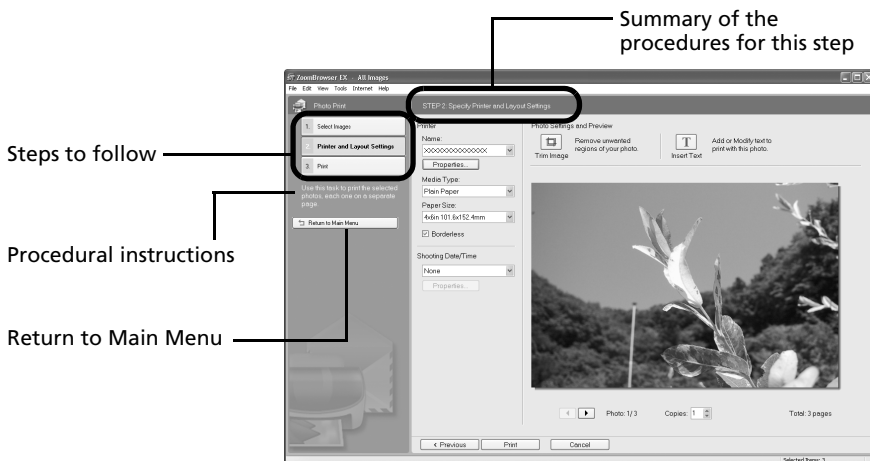 Summary of the
procedures for this step
ZoomBrowser EX - All Images
File Edit View Tools Internet Help
Photo Print
STEP 2: Specify Printer and Layout Settings
1. Select Images
2. Printer and Layout Settings
3. Print
Steps to follow
Use this task to print the selected
photos, each one on a separate
page.
Return to Main Menu
Procedural instructions
Return to Main Menu
Printer
Name:
XXXXXXXXXXXXXX
Properties...
Media Type:
Plain Paper
Paper Size:
4x6in 101.6x152.4mm
Borderless
Shooting Date/Time
None
Properties...
Photo Settings and Preview
Trim Image
Remove unwanted
regions of your photo.
T
Insert Text
Add or Modify text to
print with this photo.
Photo: 1/3
Copies: 1
Total: 3 pages
< Previous
Print
Cancel
Selected Items: 3